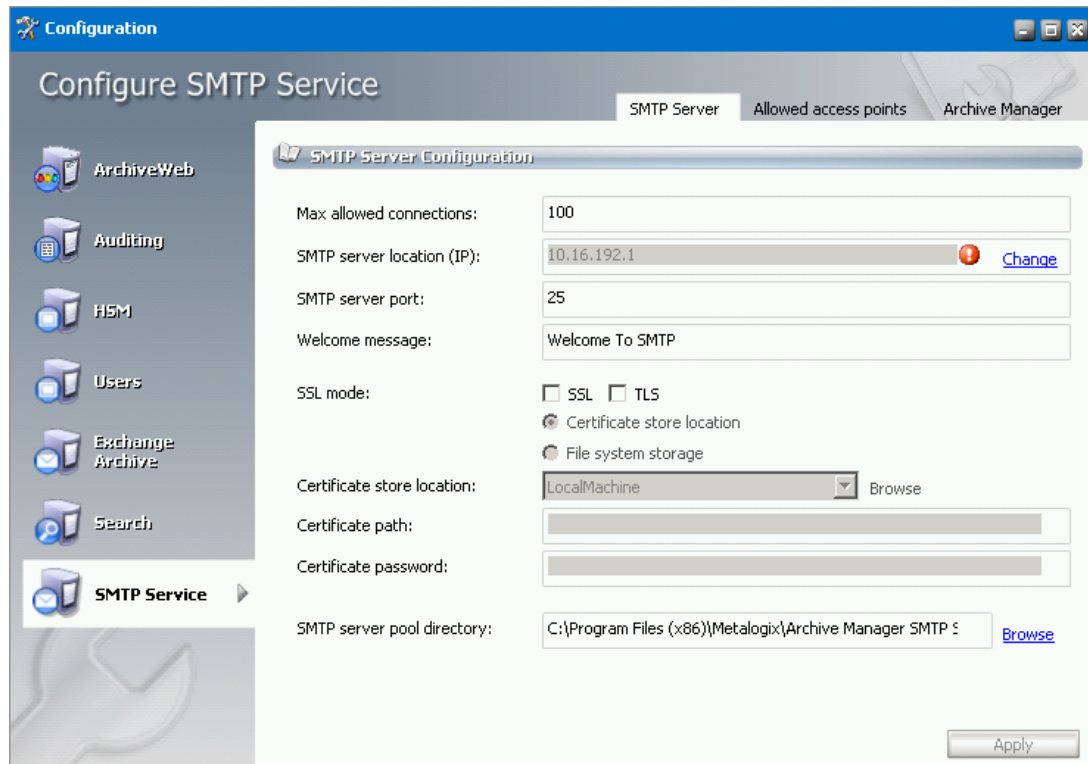 Configuration
Configure SMTP Service
SMTP Server
Allowed access points
Archive Manager
ArchiveWeb
Auditing
HSM
Users
Exchange
Archive
Search
SMTP Service
SMTP Server Configuration
Max allowed connections: 100
SMTP server location (IP): 10.16.192.1 Change
SMTP server port: 25
Welcome message: Welcome To SMTP
SSL mode: SSL TLS
Certificate store location
File system storage
Certificate store location: LocalMachine Browse
Certificate path:
Certificate password:
SMTP server pool directory: C:\Program Files (x86)\Metalogix\Archive Manager SMTP Browse
Apply